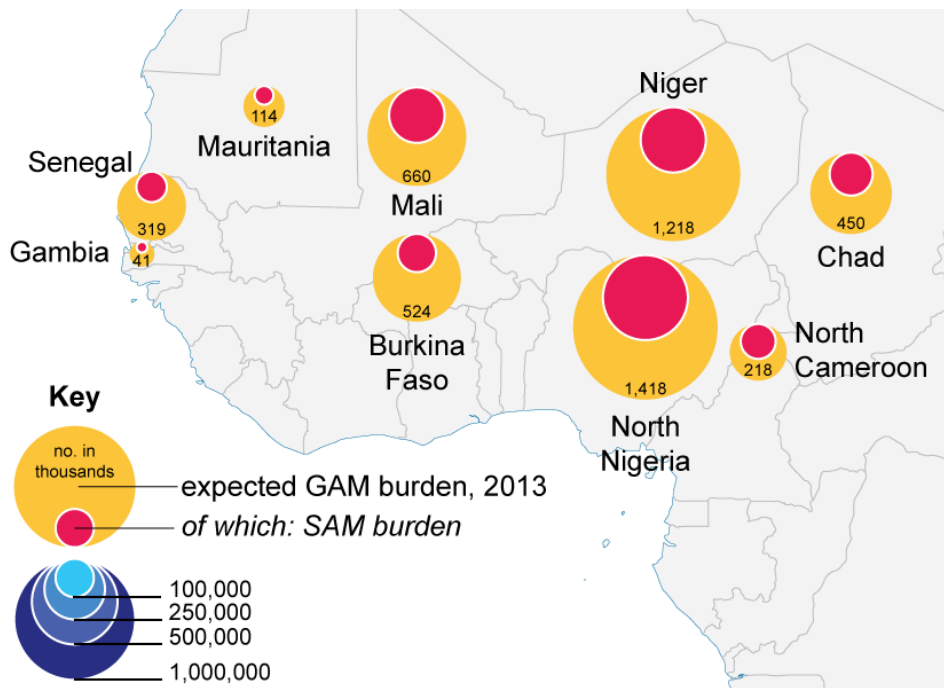 Niger
114
Mauritania
Senegal
660
Mali
319
1,218
450
Chad
Gambia
41
524
Burkina
Faso
North
Cameroon
218
1,418
North
Nigeria
Key
no. in
thousands
expected GAM burden, 2013
of which: SAM burden
100,000
250,000
500,000
1,000,000